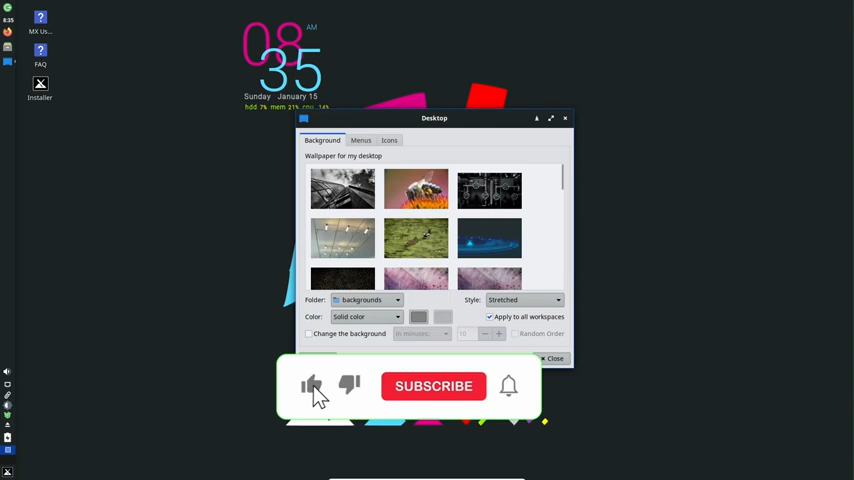 8:35
MX Us...
FAQ
Installer
08 AM
35
Sunday January 15
hdd 7% mem 21% cpu 14%
Desktop
Background Menus Icons
Wallpaper for my desktop
Folder: backgrounds Style: Stretched
Color: Solid color Apply to all workspaces
Change the background in minutes: 10 Random Order
Close
SUBSCRIBE